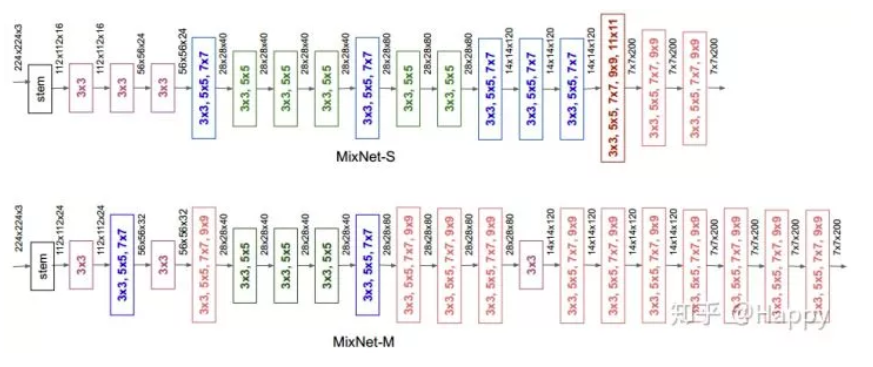 224x224x3
stem
112x112x16
3x3
112x112x16
3x3
56x56x24
3x3
56x56x24
3x3, 5x5, 7x7
28x28x40
3x3, 5x5
28x28x40
3x3, 5x5
28x28x40
3x3, 5x5
28x28x40
3x3, 5x5, 7x7
28x28x80
3x3, 5x5
28x28x80
3x3, 5x5
28x28x80
3x3, 5x5, 7x7
14x14x120
3x3, 5x5, 7x7
14x14x120
3x3, 5x5, 7x7
14x14x120
3x3, 5x5, 7x7, 9x9, 11x11
7x7x200
3x3, 5x5, 7x7, 9x9
7x7x200
3x3, 5x5, 7x7, 9x9
7x7x200
MixNet-S
224x224x3
stem
112x112x24
3x3
112x112x24
3x3, 5x5, 7x7
56x56x32
3x3
56x56x32
3x3, 5x5, 7x7, 9x9
28x28x40
3x3, 5x5
28x28x40
3x3, 5x5
28x28x40
3x3, 5x5
28x28x40
3x3, 5x5, 7x7
28x28x80
3x3, 5x5, 7x7, 9x9
28x28x80
3x3, 5x5, 7x7, 9x9
28x28x80
3x3, 5x5, 7x7, 9x9
28x28x80
3x3
14x14x120
3x3, 5x5, 7x7, 9x9
14x14x120
3x3, 5x5, 7x7, 9x9
14x14x120
3x3, 5x5, 7x7, 9x9
14x14x120
3x3, 5x5, 7x7, 9x9
7x7x200
3x3, 5x5, 7x7, 9x9
7x7x200
3x3, 5x5, 7x7, 9x9
7x7x200
3x3, 5x5, 7x7, 9x9
7x7x200
知乎 @Happy
MixNet-M